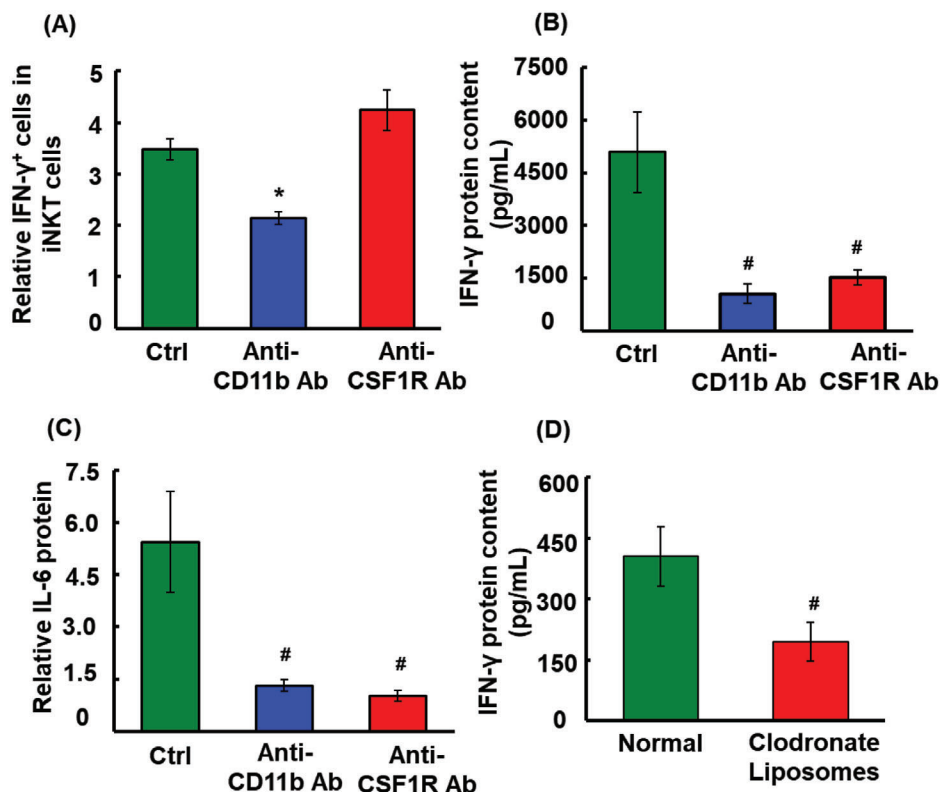 (A)
Relative IFN-γ⁺ cells in
iNKT cells
5
4
3
2
1
0
*
Ctrl
Anti-
CD11b Ab
Anti-
CSF1R Ab
(B)
IFN-γ protein content
(pg/mL)
7500
6000
4500
3000
1500
0
#
#
Ctrl
Anti-
CD11b Ab
Anti-
CSF1R Ab
(C)
Relative IL-6 protein
7.5
6.0
4.5
3.0
1.5
0
#
#
Ctrl
Anti-
CD11b Ab
Anti-
CSF1R Ab
(D)
IFN-γ protein content
(pg/mL)
600
450
300
150
0
#
Normal
Clodronate
Liposomes